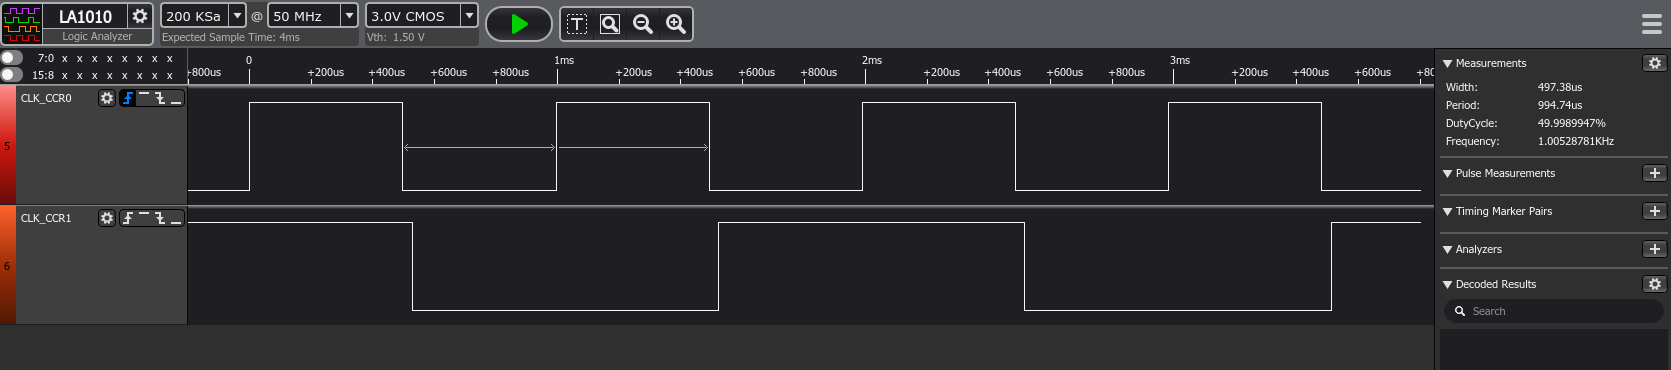 LA1010 200 KSa @ 50 MHz 3.0V CMOS T
Logic Analyzer Expected Sample Time: 4ms Vth: 1.50 V
7:0 x x x x x x x x
15:8 x x x x x x x x
0 1ms 2ms 3ms
+800us +200us +400us +600us +800us +200us +400us +600us +800us +200us +400us +600us +800us +200us +400us +600us +80
CLK_CCR0
5
CLK_CCR1
6
Measurements
Width: 497.38us
Period: 994.74us
DutyCycle: 49.9989947%
Frequency: 1.00528781KHz
Pulse Measurements
Timing Marker Pairs
Analyzers
Decoded Results
Search